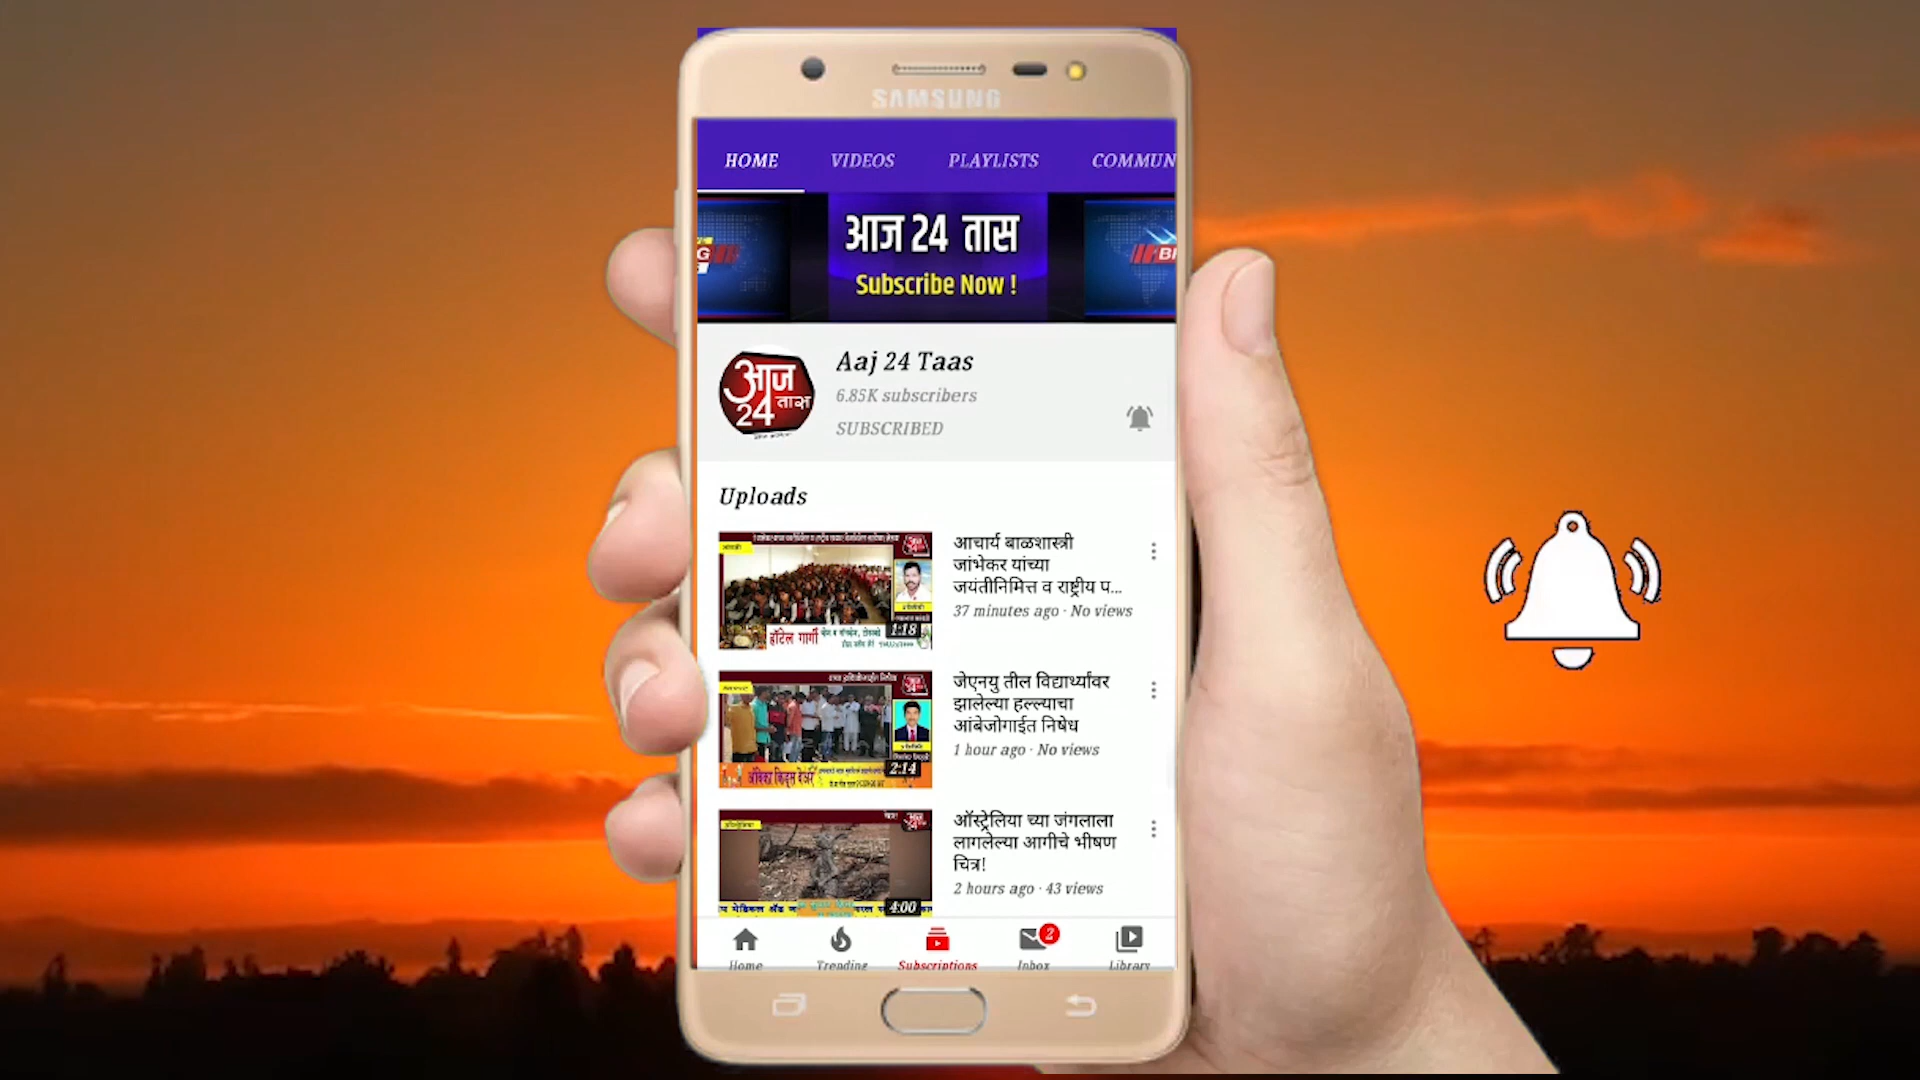 SAMSUNG
HOME VIDEOS PLAYLISTS COMMUN
आज 24 तास
Subscribe Now !
आज
24 तास
Aaj 24 Taas
6.85K subscribers
SUBSCRIBED
Uploads
हॉटेल गार्गी
1:18
आचार्य बाळशास्त्री
जांभेकर यांच्या
जयंतीनिमित्त व राष्ट्रीय प...
37 minutes ago · No views
अंबिका किड्स वेअर
2:14
जेएनयु तील विद्यार्थ्यांवर
झालेल्या हल्ल्याचा
आंबेजोगाईत निषेध
1 hour ago · No views
4:00
ऑस्ट्रेलिया च्या जंगलाला
लागलेल्या आगीचे भीषण
चित्र!
2 hours ago · 43 views
2
Home Trending Subscriptions Inbox Library